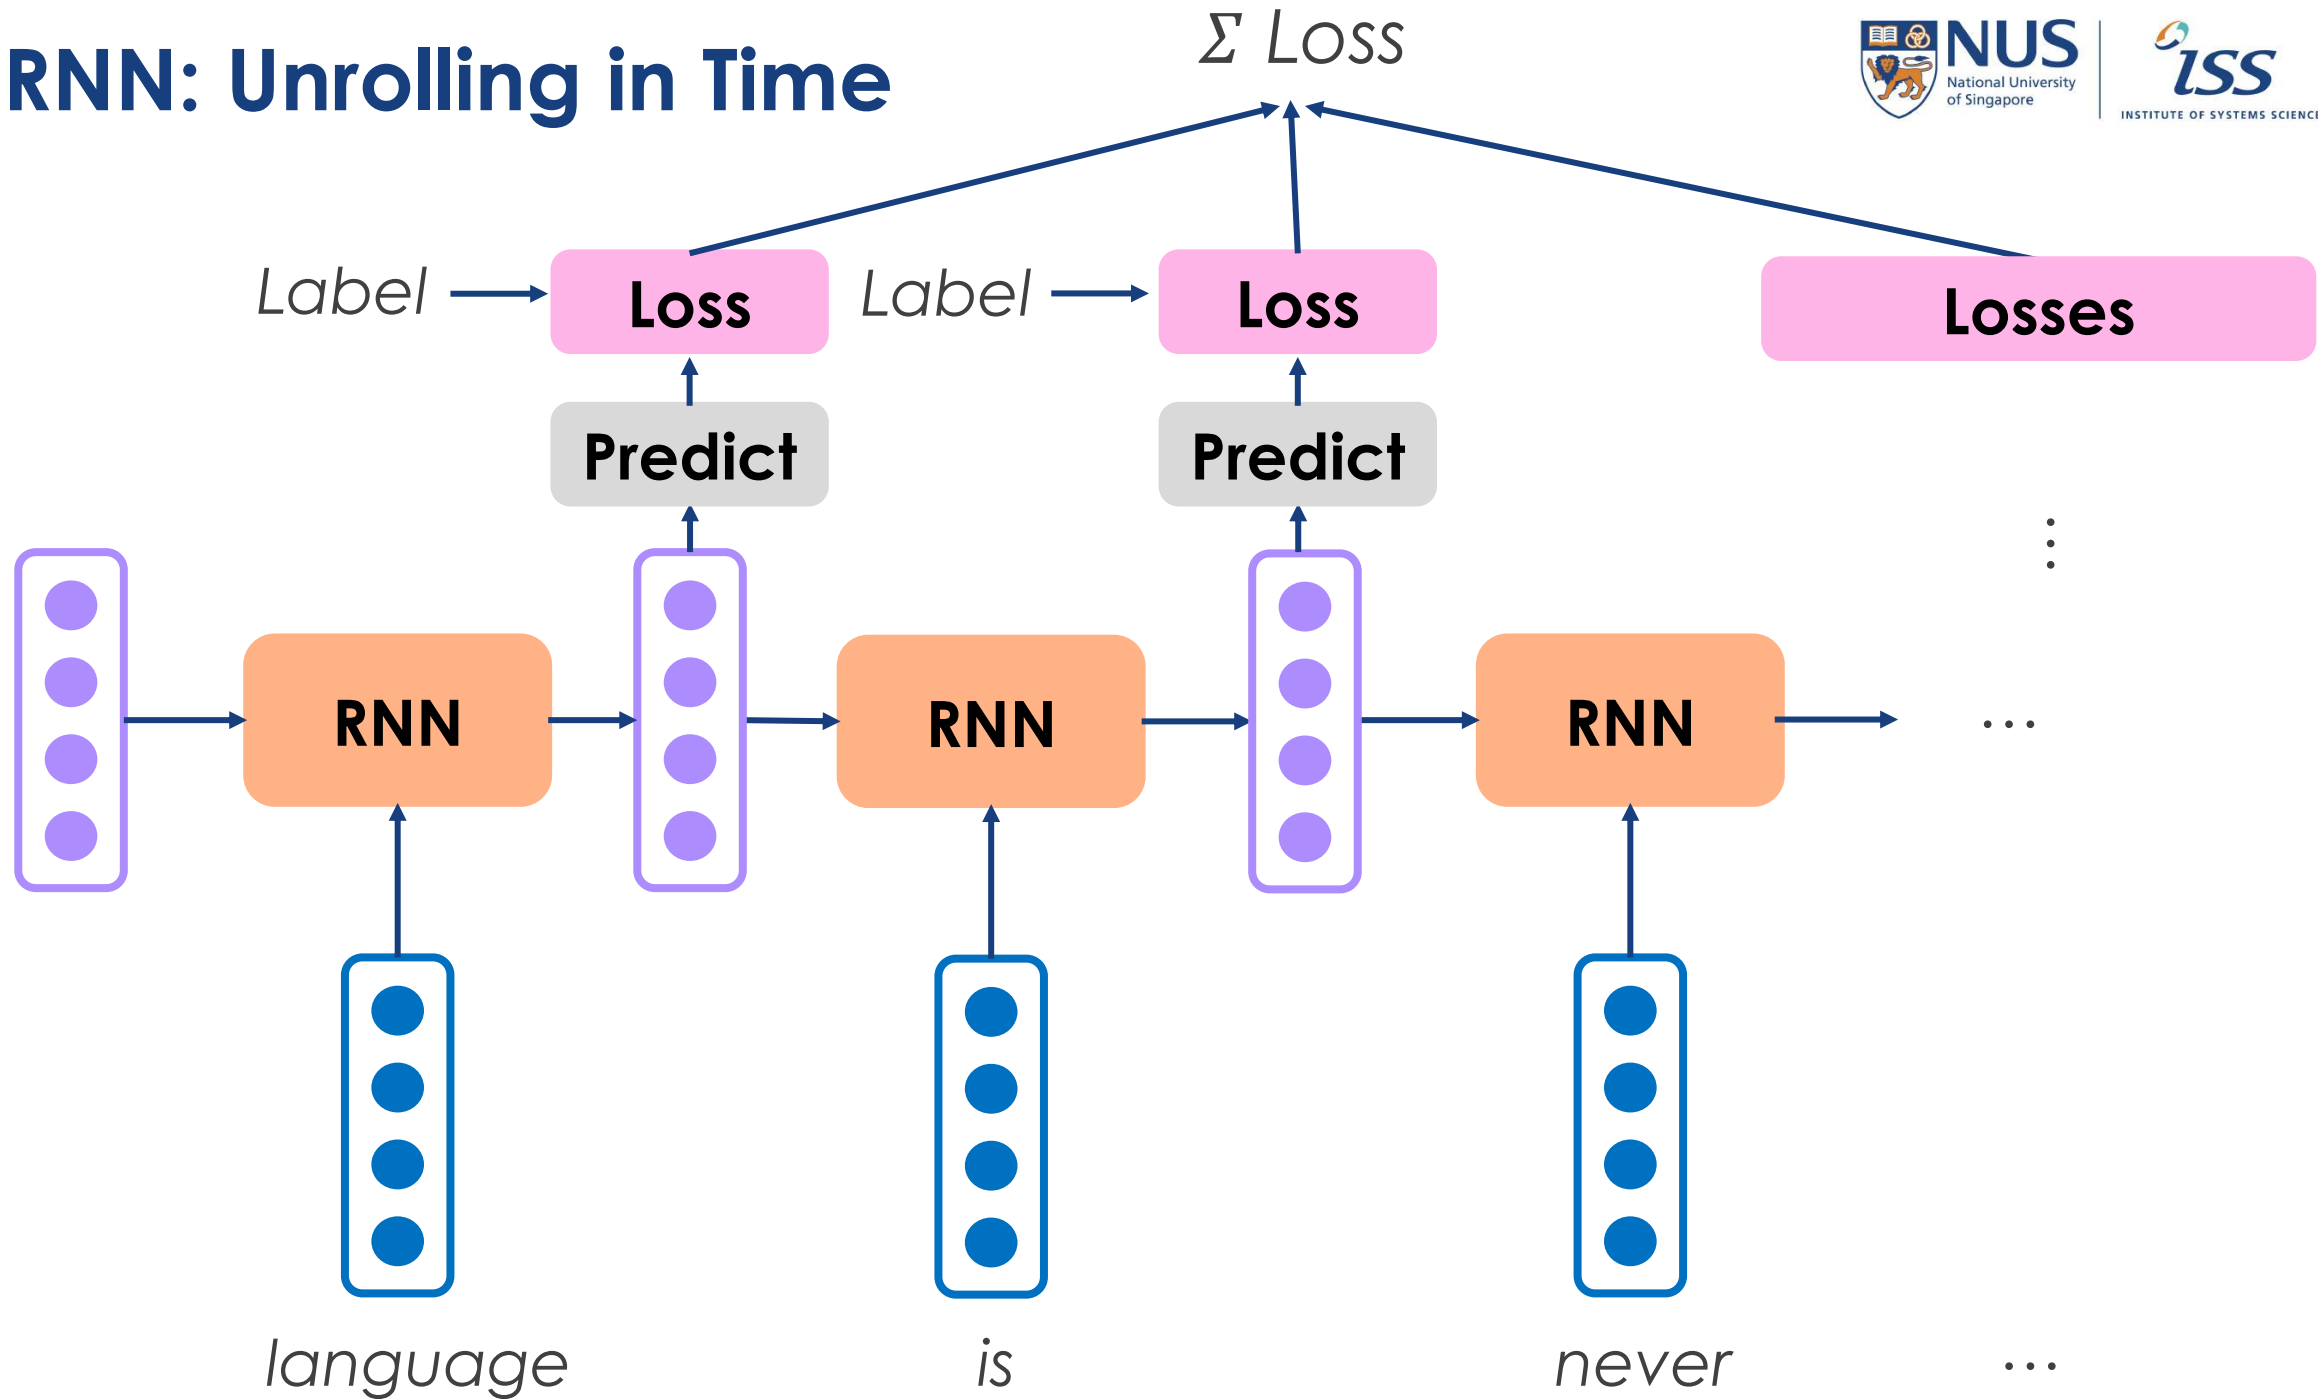 RNN: Unrolling in Time
Σ Loss
NUS
National University
of Singapore
iss
INSTITUTE OF SYSTEMS SCIENCE
Label
Loss
Label
Loss
Losses
Predict
Predict
⋮
RNN
RNN
RNN
...
language
is
never
...